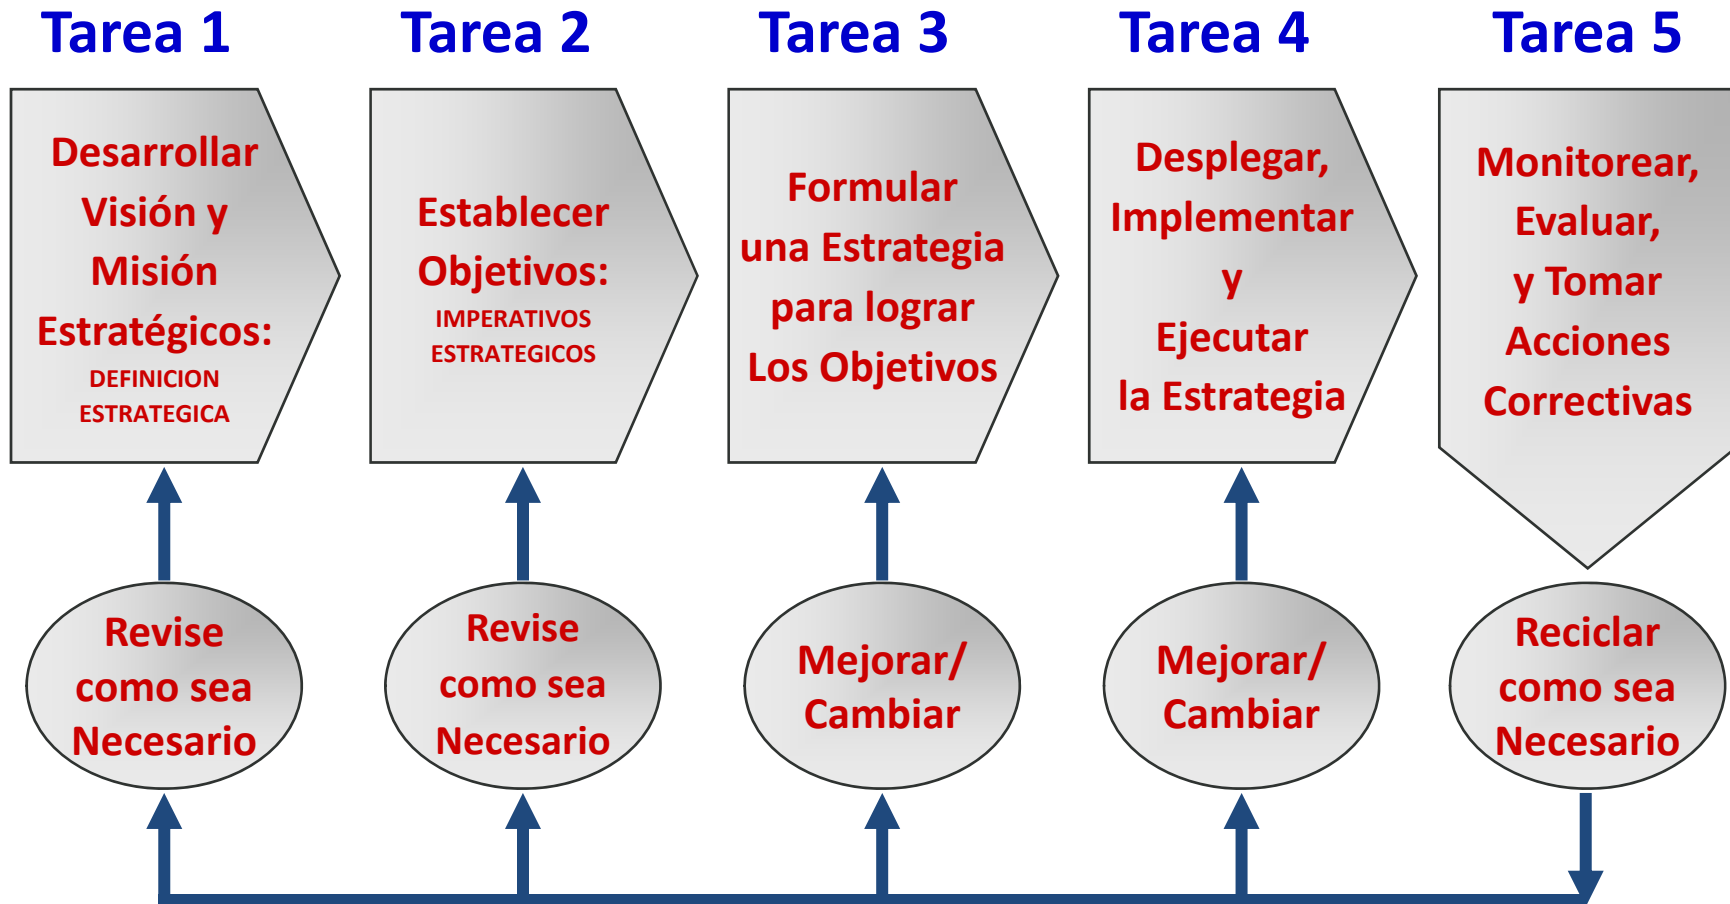 Tarea 1
Tarea 2
Tarea 3
Tarea 4
Tarea 5
Desarrollar
Visión y
Misión
Estratégicos:
DEFINICION
ESTRATEGICA
Establecer
Objetivos:
IMPERATIVOS
ESTRATEGICOS
Formular
una Estrategia
para lograr
Los Objetivos
Desplegar,
Implementar
y
Ejecutar
la Estrategia
Monitorear,
Evaluar,
y Tomar
Acciones
Correctivas
Revise
como sea
Necesario
Revise
como sea
Necesario
Mejorar/
Cambiar
Mejorar/
Cambiar
Reciclar
como sea
Necesario